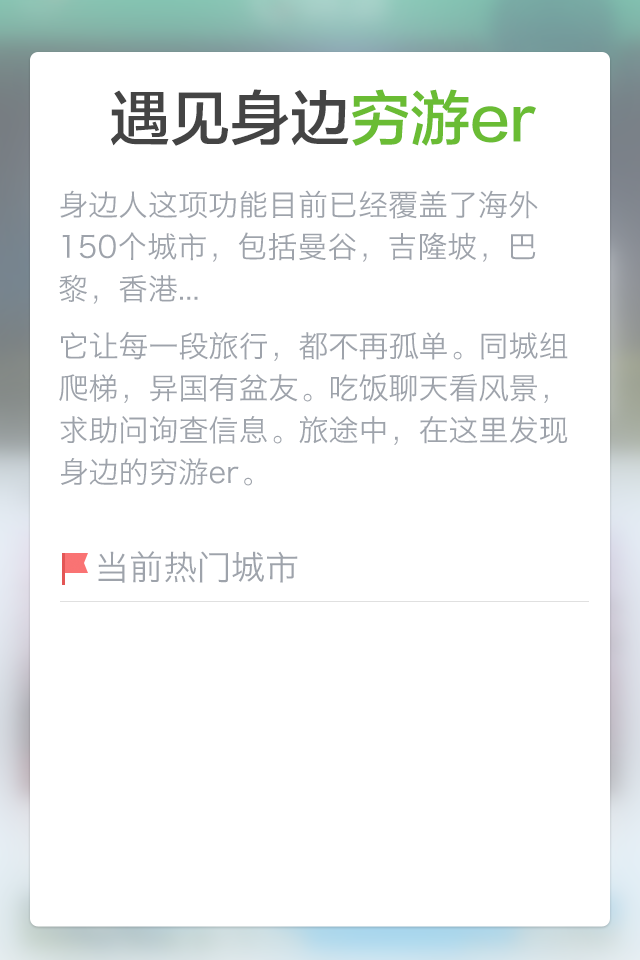 遇见身边穷游er
身边人这项功能目前已经覆盖了海外
150个城市，包括曼谷，吉隆坡，巴
黎，香港...
它让每一段旅行，都不再孤单。同城组
爬梯，异国有盆友。吃饭聊天看风景，
求助问询查信息。旅途中，在这里发现
身边的穷游er。
当前热门城市